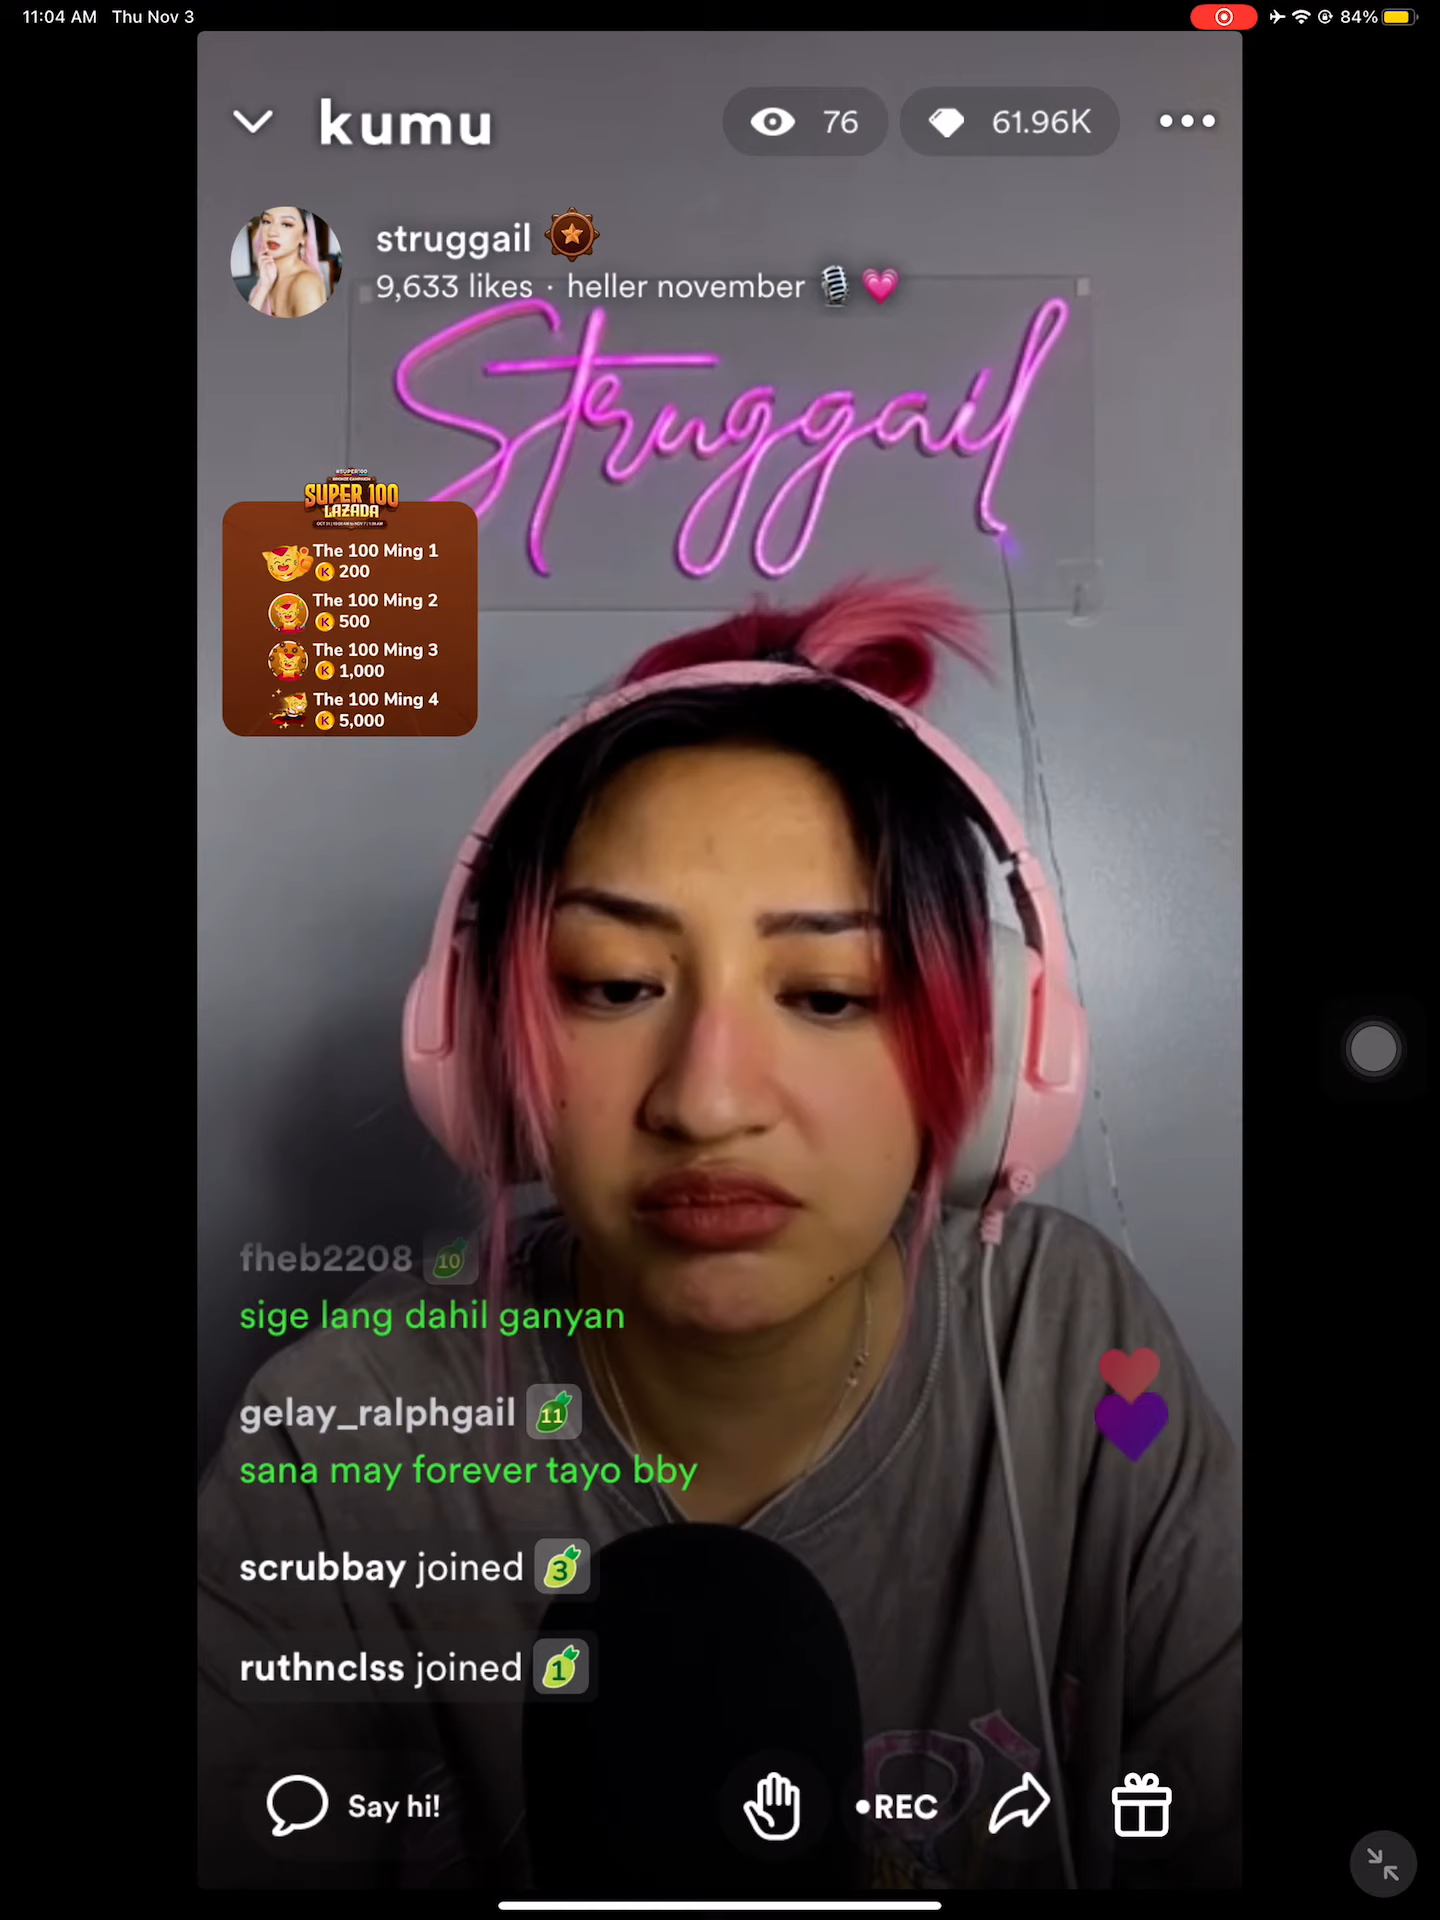 11:04 AM Thu Nov 3
84%
kumu
76
61.96K
struggail
9,633 likes · heller november
Struggail
#SUPER100
BRONZE CAMPAIGN
SUPER 100
LAZADA
The 100 Ming 1
K 200
The 100 Ming 2
K 500
The 100 Ming 3
K 1,000
The 100 Ming 4
K 5,000
fheb2208 10
sige lang dahil ganyan
gelay_ralphgail 11
sana may forever tayo bby
scrubbay joined 3
ruthnclss joined 1
Say hi!
•REC